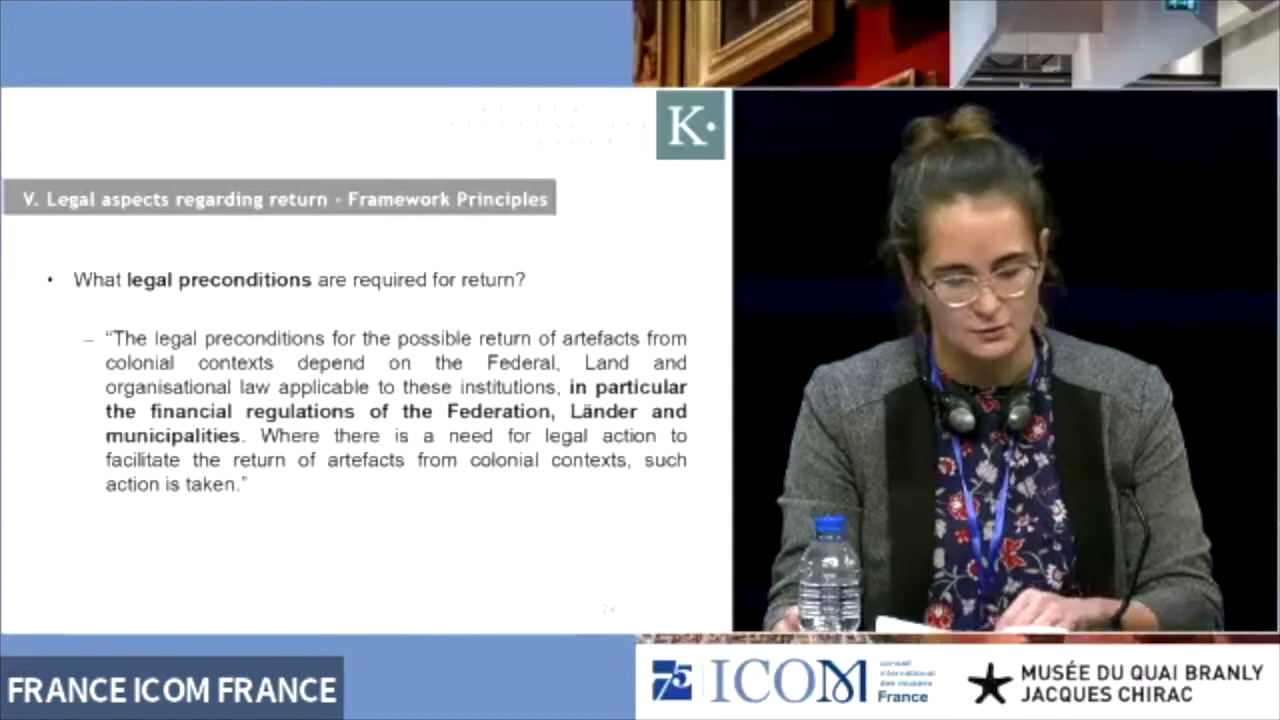 K·
V. Legal aspects regarding return - Framework Principles
• What legal preconditions are required for return?
– “The legal preconditions for the possible return of artefacts from
colonial contexts depend on the Federal, Land and
organisational law applicable to these institutions, in particular
the financial regulations of the Federation, Länder and
municipalities. Where there is a need for legal action to
facilitate the return of artefacts from colonial contexts, such
action is taken.”
FRANCE ICOM FRANCE
75
ICOM
conseil
international
des musées
France
MUSÉE DU QUAI BRANLY
JACQUES CHIRAC